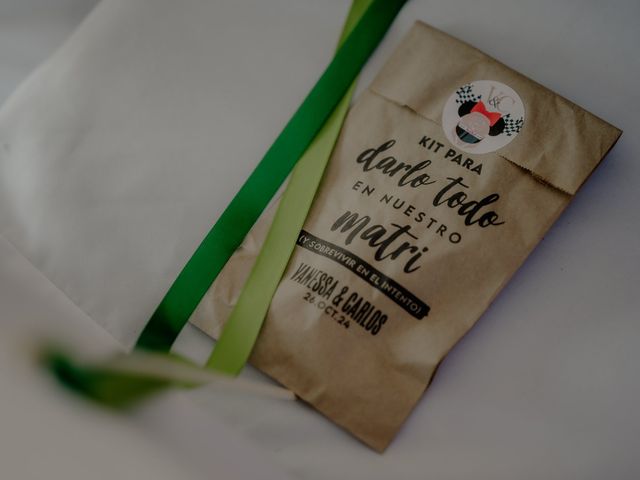 V&C
KIT PARA
darlo todo
EN NUESTRO
matri
(Y SOBREVIVIR EN EL INTENTO)
VANESSA & CARLOS
26.OCT.24